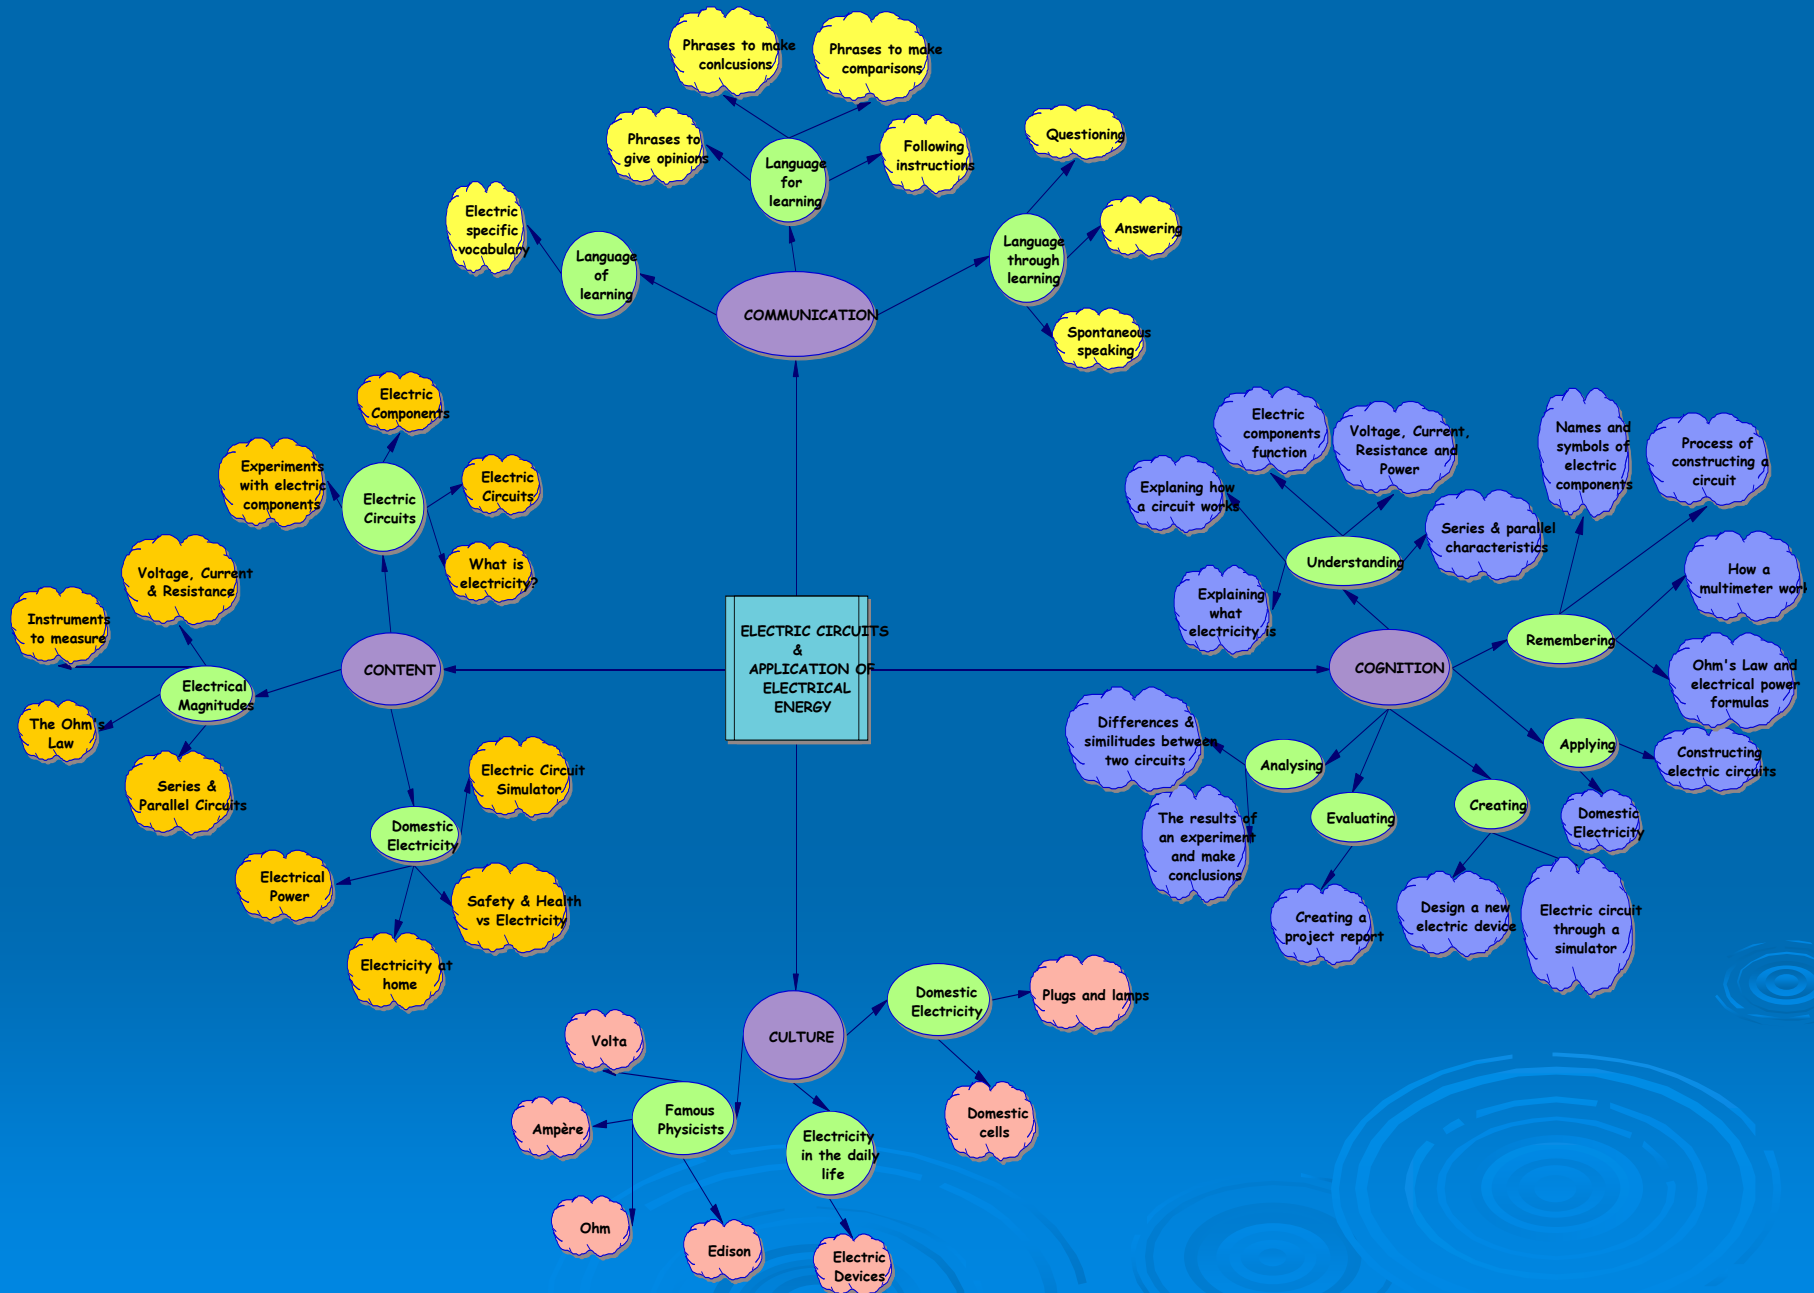 Phrases to make
conlcusions
Phrases to make
comparisons
Phrases to
give opinions
Language
for
learning
Following
instructions
Questioning
Electric
specific
vocabulary
Language
of
learning
Language
through
learning
Answering
COMMUNICATION
Spontaneous
speaking
Electric
Components
Experiments
with electric
components
Electric
Circuits
Electric
Circuits
What is
electricity?
Voltage, Current
& Resistance
Instruments
to measure
CONTENT
Electrical
Magnitudes
The Ohm's
Law
Series &
Parallel Circuits
Electric Circuit
Simulator
Domestic
Electricity
Electrical
Power
Safety & Health
vs Electricity
Electricity at
home
ELECTRIC CIRCUITS
&
APPLICATION OF
ELECTRICAL
ENERGY
Electric
components
function
Voltage, Current,
Resistance and
Power
Names and
symbols of
electric
components
Process of
constructing a
circuit
Explaning how
a circuit works
Series & parallel
characteristics
Understanding
How a
multimeter work
Explaining
what
electricity is
Remembering
COGNITION
Ohm's Law and
electrical power
formulas
Differences &
similitudes between
two circuits
Analysing
Applying
Constructing
electric circuits
The results of
an experiment
and make
conclusions
Evaluating
Creating
Domestic
Electricity
Creating a
project report
Design a new
electric device
Electric circuit
through a
simulator
CULTURE
Domestic
Electricity
Plugs and lamps
Domestic
cells
Volta
Famous
Physicists
Ampère
Ohm
Edison
Electricity
in the daily
life
Electric
Devices